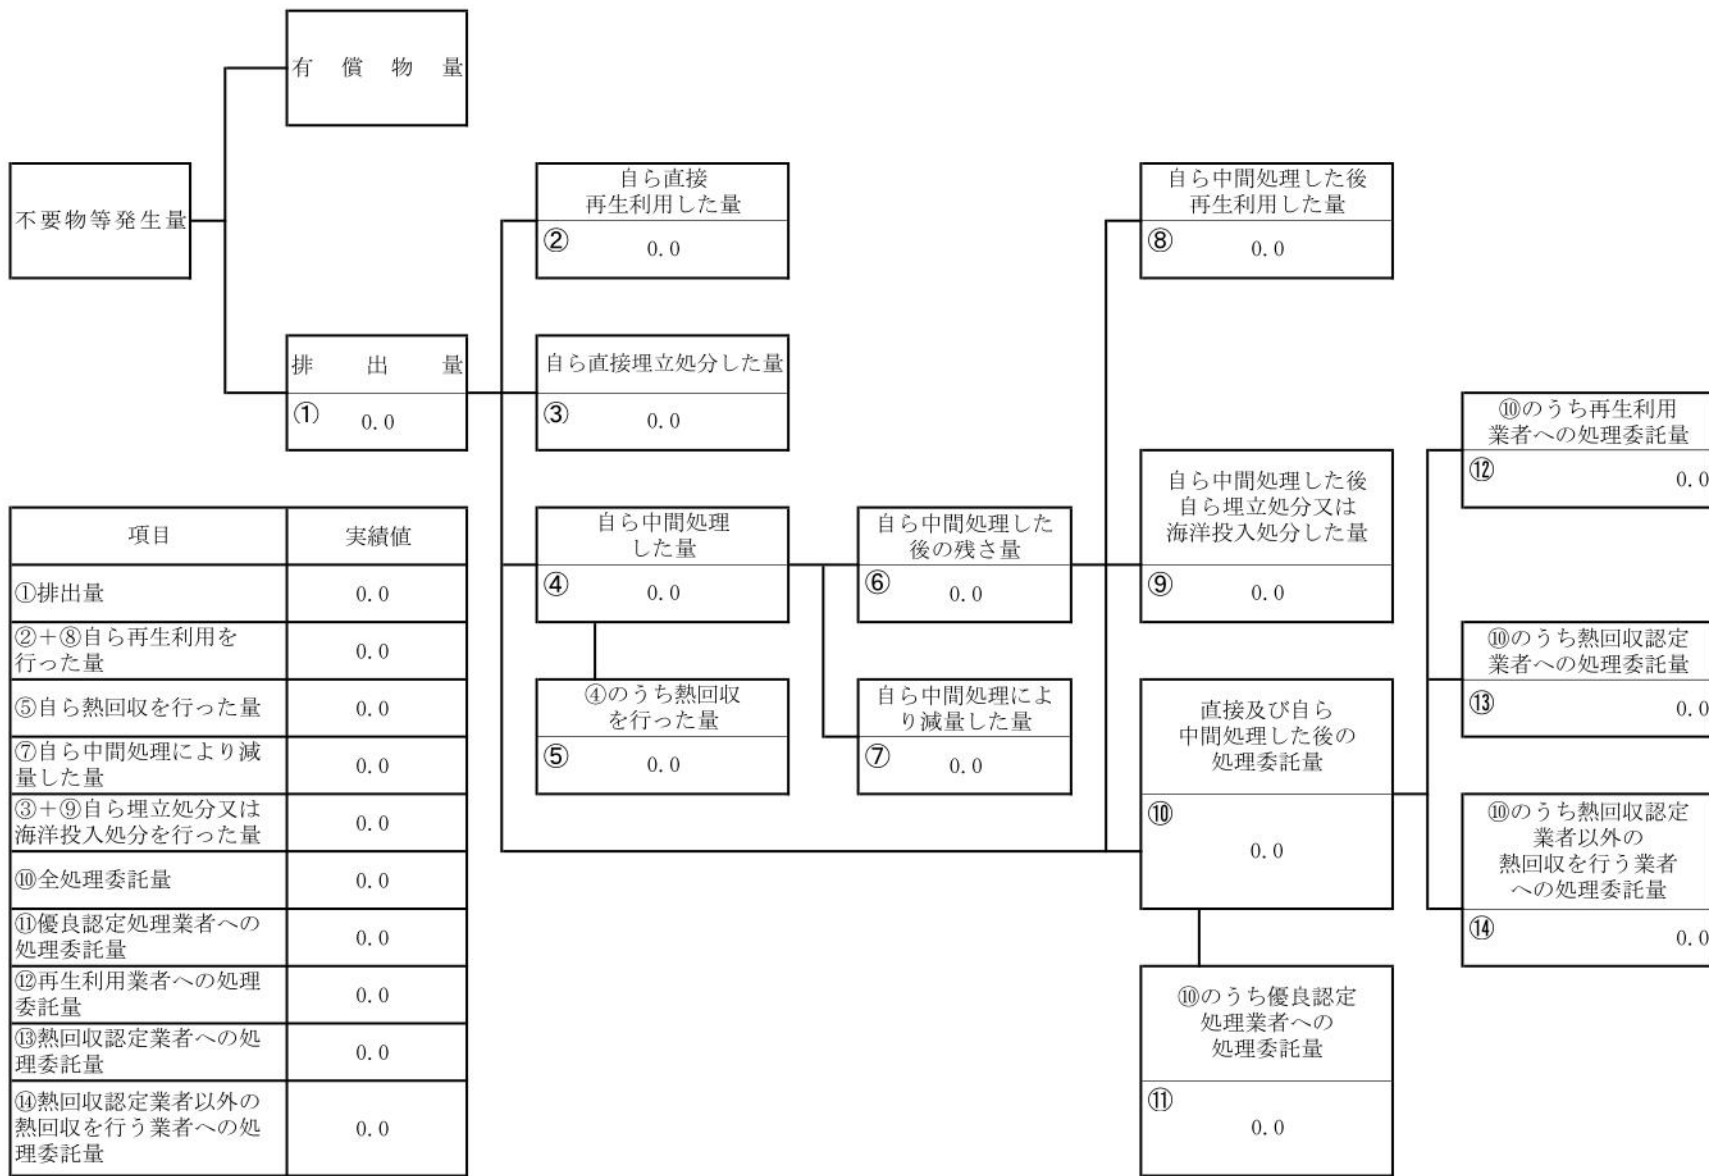 有償物量
不要物等発生量
排出量
① 0.0
自ら直接
再生利用した量
② 0.0
自ら直接埋立処分した量
③ 0.0
自ら中間処理
した量
④ 0.0
④のうち熱回収
を行った量
⑤ 0.0
自ら中間処理した
後の残さ量
⑥ 0.0
自ら中間処理によ
り減量した量
⑦ 0.0
自ら中間処理した後
再生利用した量
⑧ 0.0
自ら中間処理した後
自ら埋立処分又は
海洋投入処分した量
⑨ 0.0
直接及び自ら
中間処理した後の
処理委託量
⑩
0.0
⑩のうち優良認定
処理業者への
処理委託量
⑪
0.0
⑩のうち再生利用
業者への処理委託量
⑫ 0.0
⑩のうち熱回収認定
業者への処理委託量
⑬ 0.0
⑩のうち熱回収認定
業者以外の
熱回収を行う業者
への処理委託量
⑭ 0.0
項目 実績値
①排出量 0.0
②+⑧自ら再生利用を
行った量 0.0
⑤自ら熱回収を行った量 0.0
⑦自ら中間処理により減
量した量 0.0
③+⑨自ら埋立処分又は
海洋投入処分を行った量 0.0
⑩全処理委託量 0.0
⑪優良認定処理業者への
処理委託量 0.0
⑫再生利用業者への処理
委託量 0.0
⑬熱回収認定業者への処
理委託量 0.0
⑭熱回収認定業者以外の
熱回収を行う業者への処 0.0
理委託量